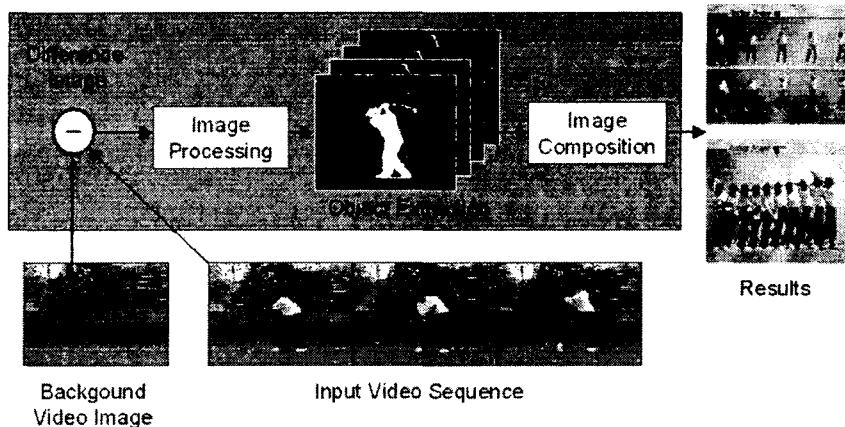 Difference
Image
−
Image
Processing
Object Extraction
Image
Composition
Results
Backgound
Video Image
Input Video Sequence